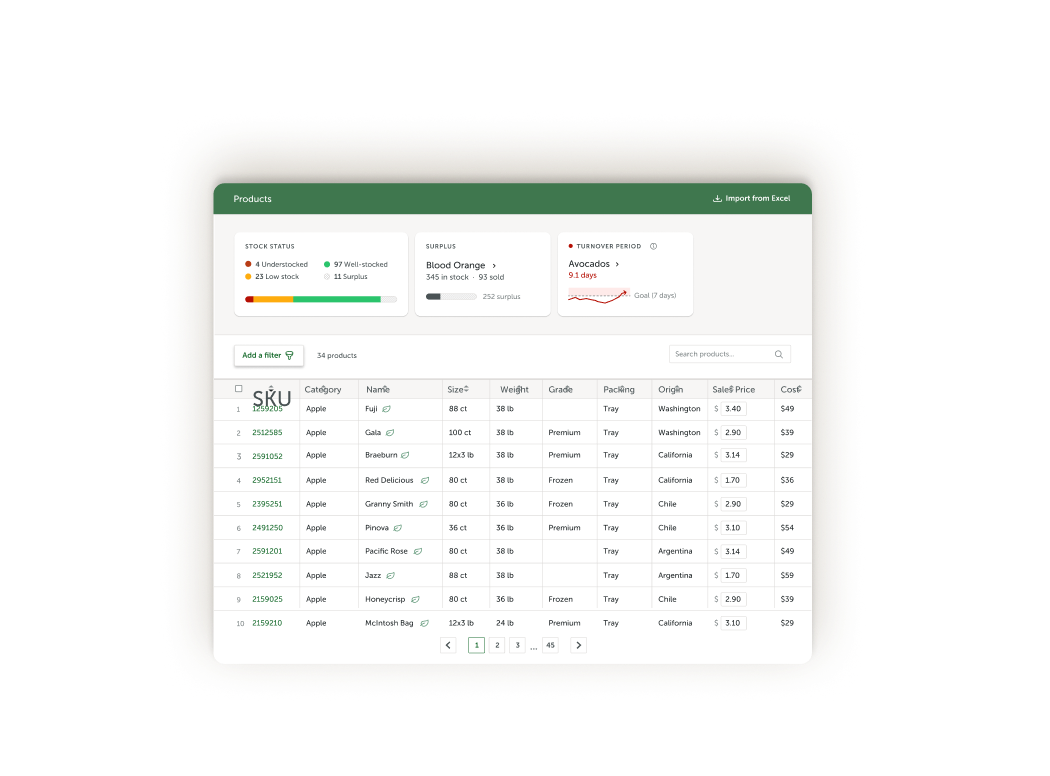 Products Import from Excel
STOCK STATUS
4 Understocked 97 Well-stocked
23 Low stock 11 Surplus
SURPLUS
Blood Orange ›
345 in stock · 93 sold
252 surplus
TURNOVER PERIOD
Avocados ›
9.1 days
Goal (7 days)
Add a filter 34 products Search products...
SKU Category Name Size Weight Grade Packing Origin Sales Price Cost
1 1259205 Apple Fuji 88 ct 38 lb Tray Washington $ 3.40 $49
2 2512585 Apple Gala 100 ct 38 lb Premium Tray Washington $ 2.90 $39
3 2591052 Apple Braeburn 12x3 lb 38 lb Premium Tray California $ 3.14 $29
4 2952151 Apple Red Delicious 80 ct 38 lb Frozen Tray California $ 1.70 $36
5 2395251 Apple Granny Smith 80 ct 36 lb Frozen Tray Chile $ 2.90 $29
6 2491250 Apple Pinova 36 ct 36 lb Premium Tray Chile $ 3.10 $54
7 2591201 Apple Pacific Rose 80 ct 38 lb Tray Argentina $ 3.14 $49
8 2521952 Apple Jazz 88 ct 38 lb Tray Argentina $ 1.70 $59
9 2159025 Apple Honeycrisp 80 ct 36 lb Frozen Tray Chile $ 2.90 $39
10 2159210 Apple McIntosh Bag 12x3 lb 24 lb Premium Tray California $ 3.10 $29
1 2 3 ... 45